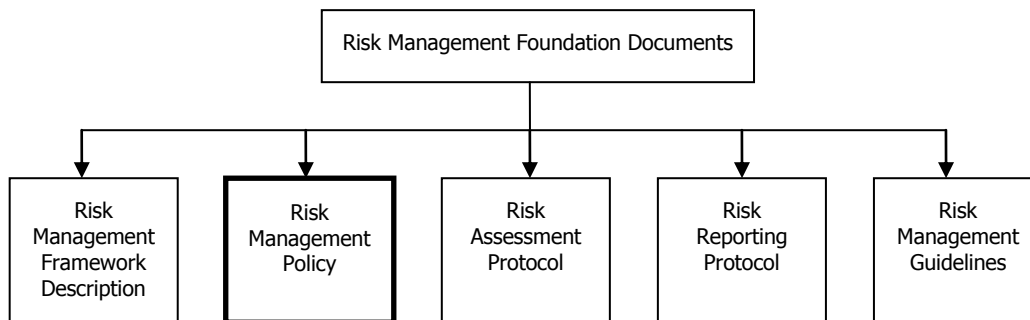 Risk Management Foundation Documents
Risk
Management
Framework
Description
Risk
Management
Policy
Risk
Assessment
Protocol
Risk
Reporting
Protocol
Risk
Management
Guidelines